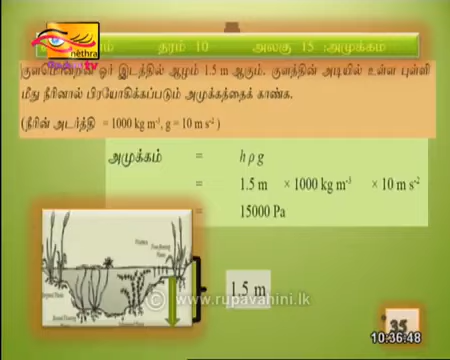 nethra
tv
தரம் 10 அலகு 15 :அமுக்கம்
குளமொன்றின் ஓர் இடத்தில் ஆழம் 1.5 m ஆகும். குளத்தின் அடியில் உள்ள புள்ளி
மீது நீரினால் பிரயோகிக்கப்படும் அமுக்கத்தைக் காண்க.
(நீரின் அடர்த்தி = 1000 kg m⁻³, g = 10 m s⁻² )
அமுக்கம் = h ρ g
= 1.5 m × 1000 kg m⁻³ × 10 m s⁻²
= 15000 Pa
1.5 m
© www.rupavahini.lk
35
10:36:48